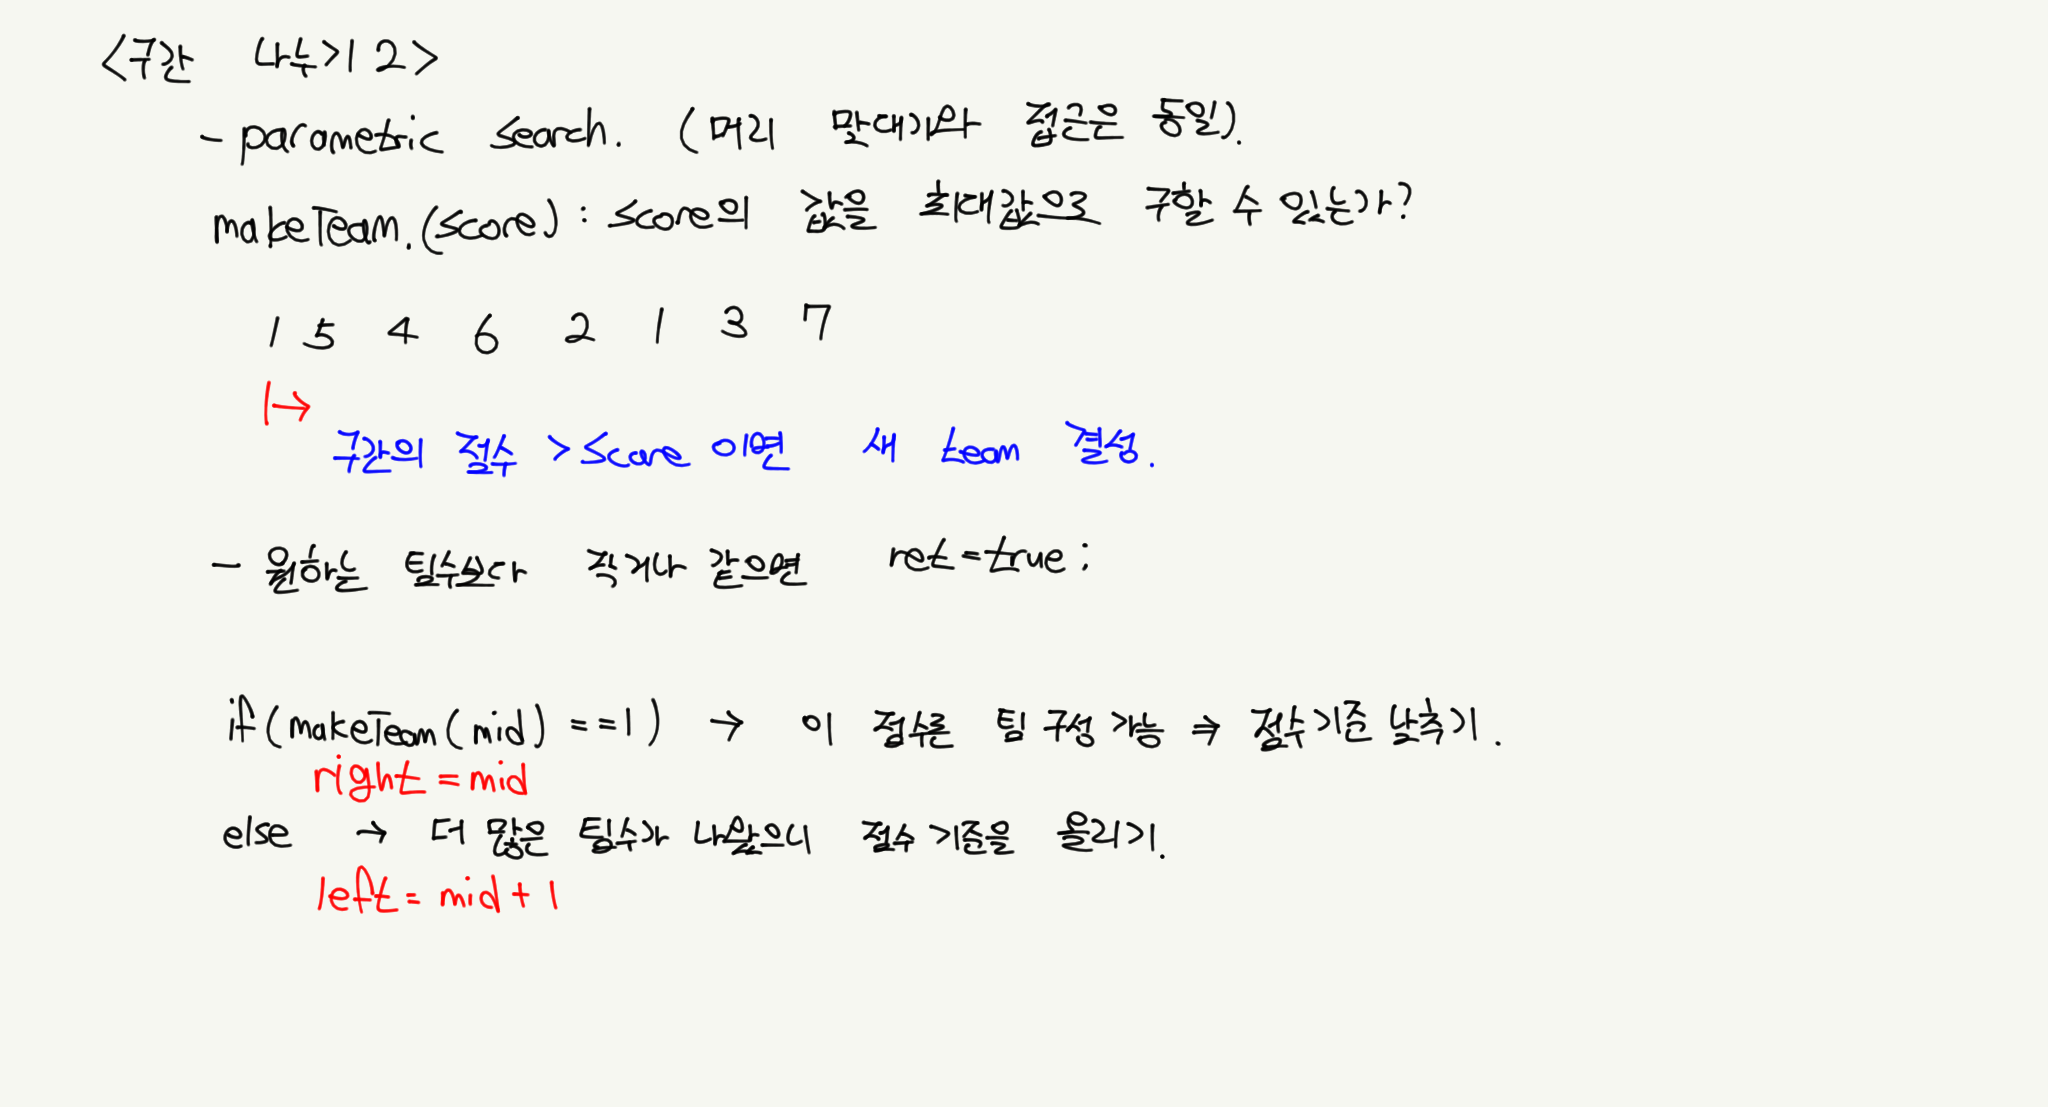 <구간 나누기 2>
- parametric search. (머리 말대기와 접근은 동일).
makeTeam.(score) : score의 값을 최대값으로 구할 수 있는가?
1 5 4 6 2 1 3 7
구간의 점수 > Score 이면 새 team 결성.
- 원하는 팀수보다 작거나 같으면 ret = true ;
if (makeTeam(mid) ==1) → 이 점수론 팀 구성 가능 ⇒ 점수 기준 낮추기.
right = mid
else → 더 많은 팀수가 나왔으니 점수 기준을 올리기.
left = mid + 1